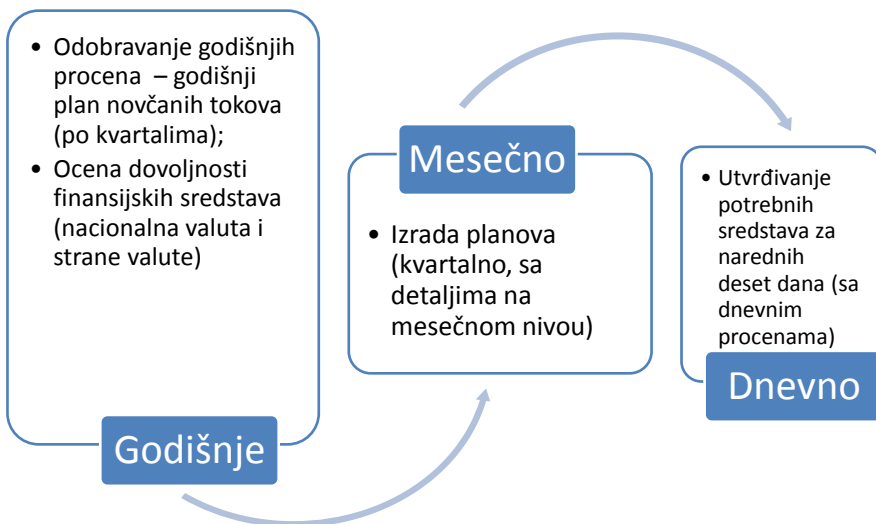 • Odobravanje godišnjih
procena – godišnji
plan novčanih tokova
(po kvartalima);
• Ocena dovoljnosti
finansijskih sredstava
(nacionalna valuta i
strane valute)
Godišnje
Mesečno
• Izrada planova
(kvartalno, sa
detaljima na
mesečnom nivou)
• Utvrđivanje
potrebnih
sredstava za
narednih
deset dana (sa
dnevnim
procenama)
Dnevno